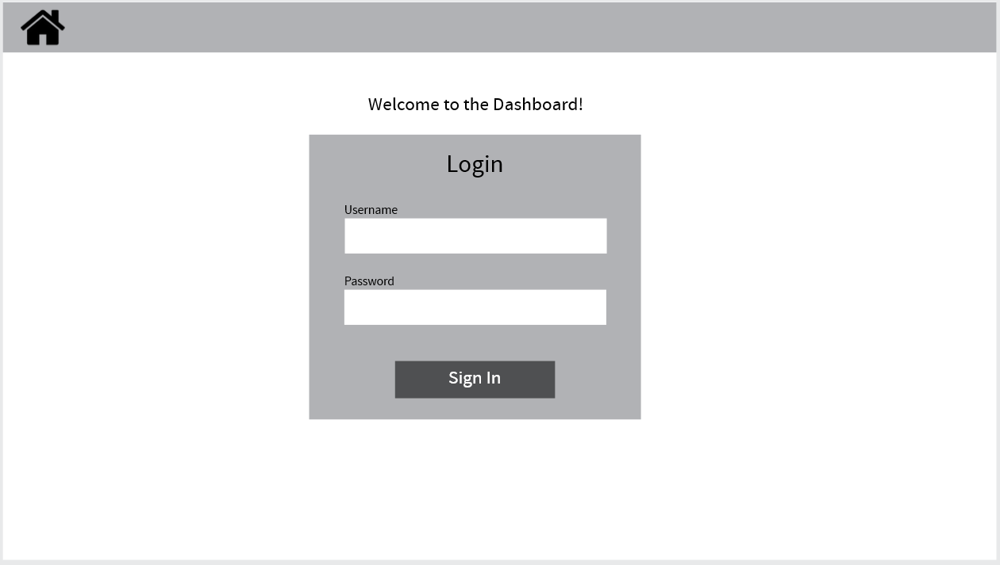 Welcome to the Dashboard!
Login
Username
Password
Sign In